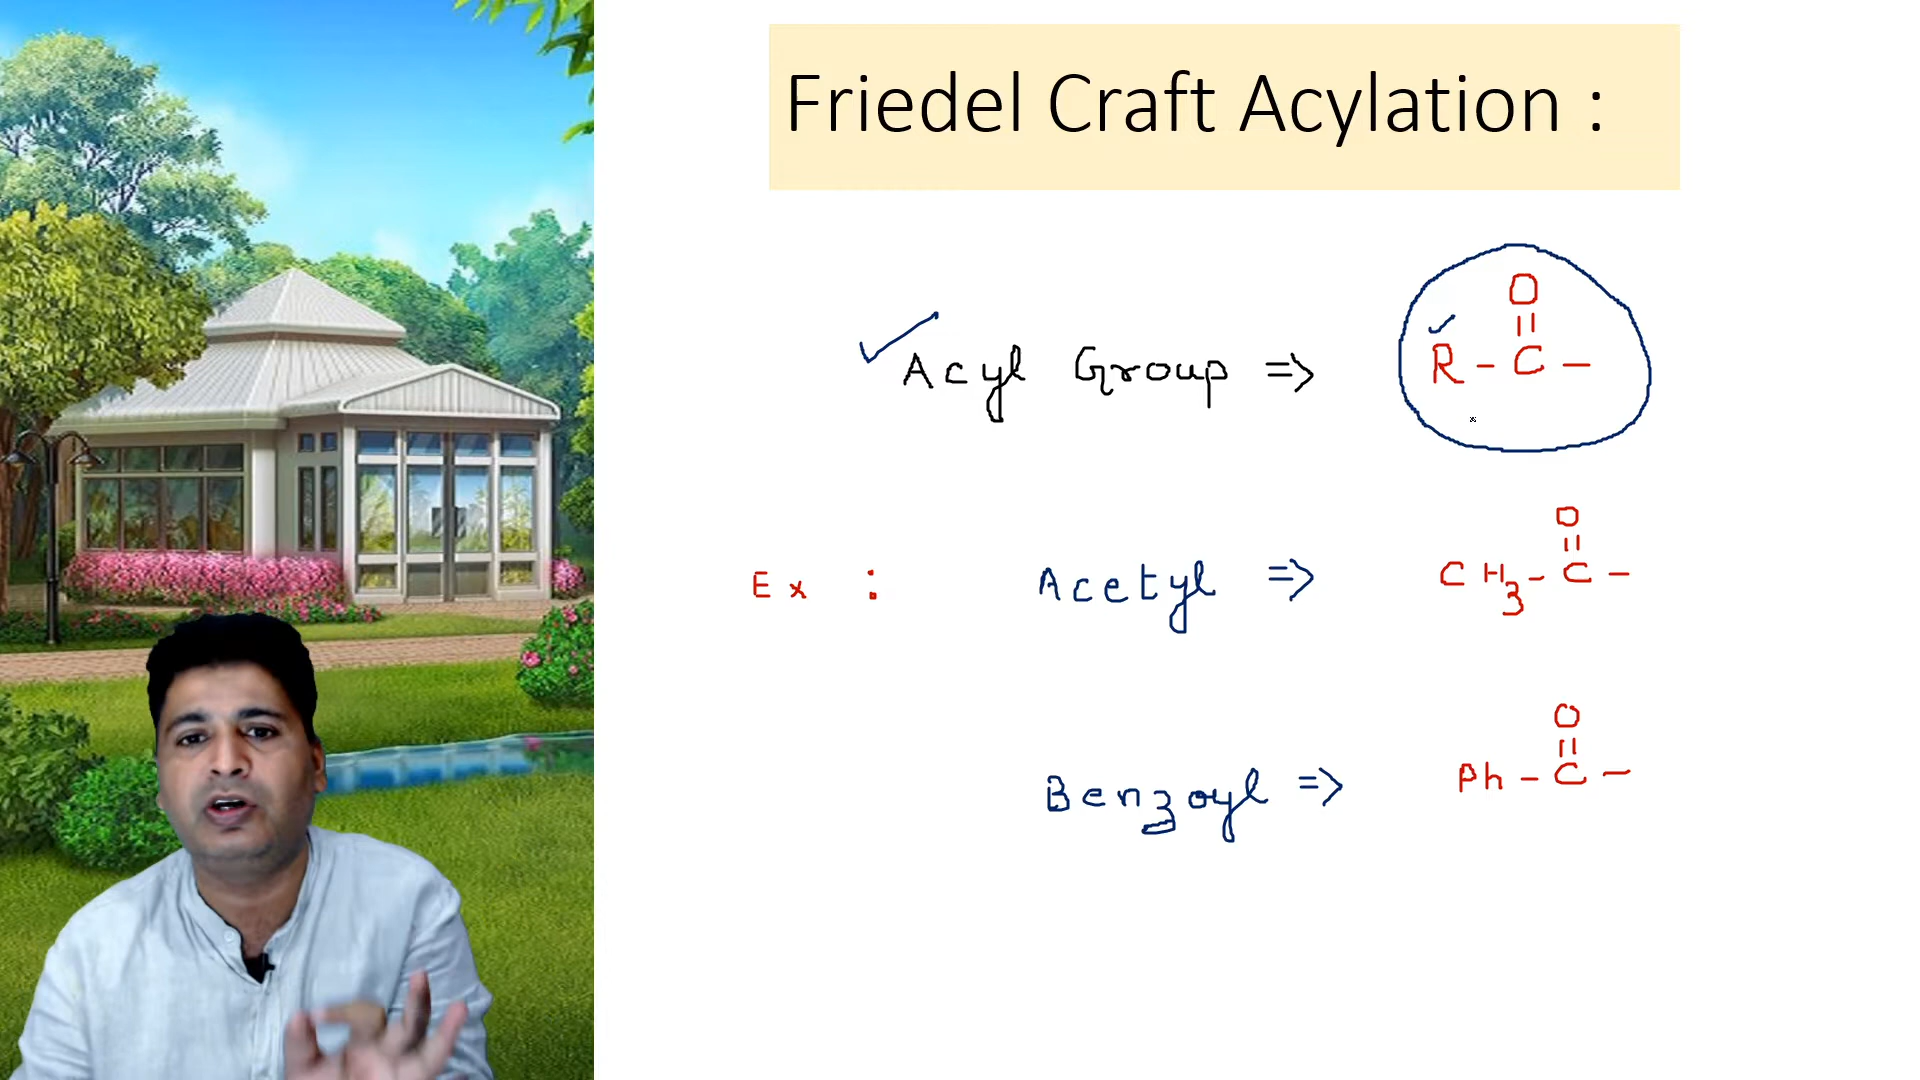 Friedel Craft Acylation :
Acyl Group => R - C -
O
||
Ex : Acetyl => CH3 - C -
O
||
Benzoyl => Ph - C -
O
||